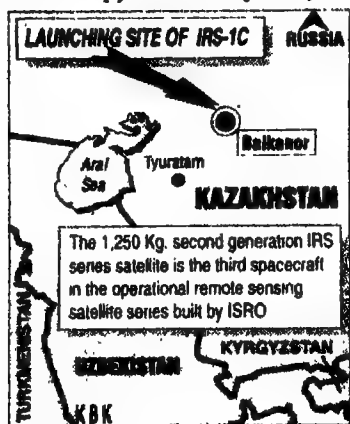 LAUNCHING SITE OF IRS-1C
RUSSIA
Baikanor
Aral
Sea
Tyuratam
KAZAKHSTAN
The 1,250 Kg. second generation IRS
series satellite is the third spacecraft
in the operational remote sensing
satellite series built by ISRO
TURKMENISTAN
UZBEKISTAN
KYRGYZSTAN
KBK